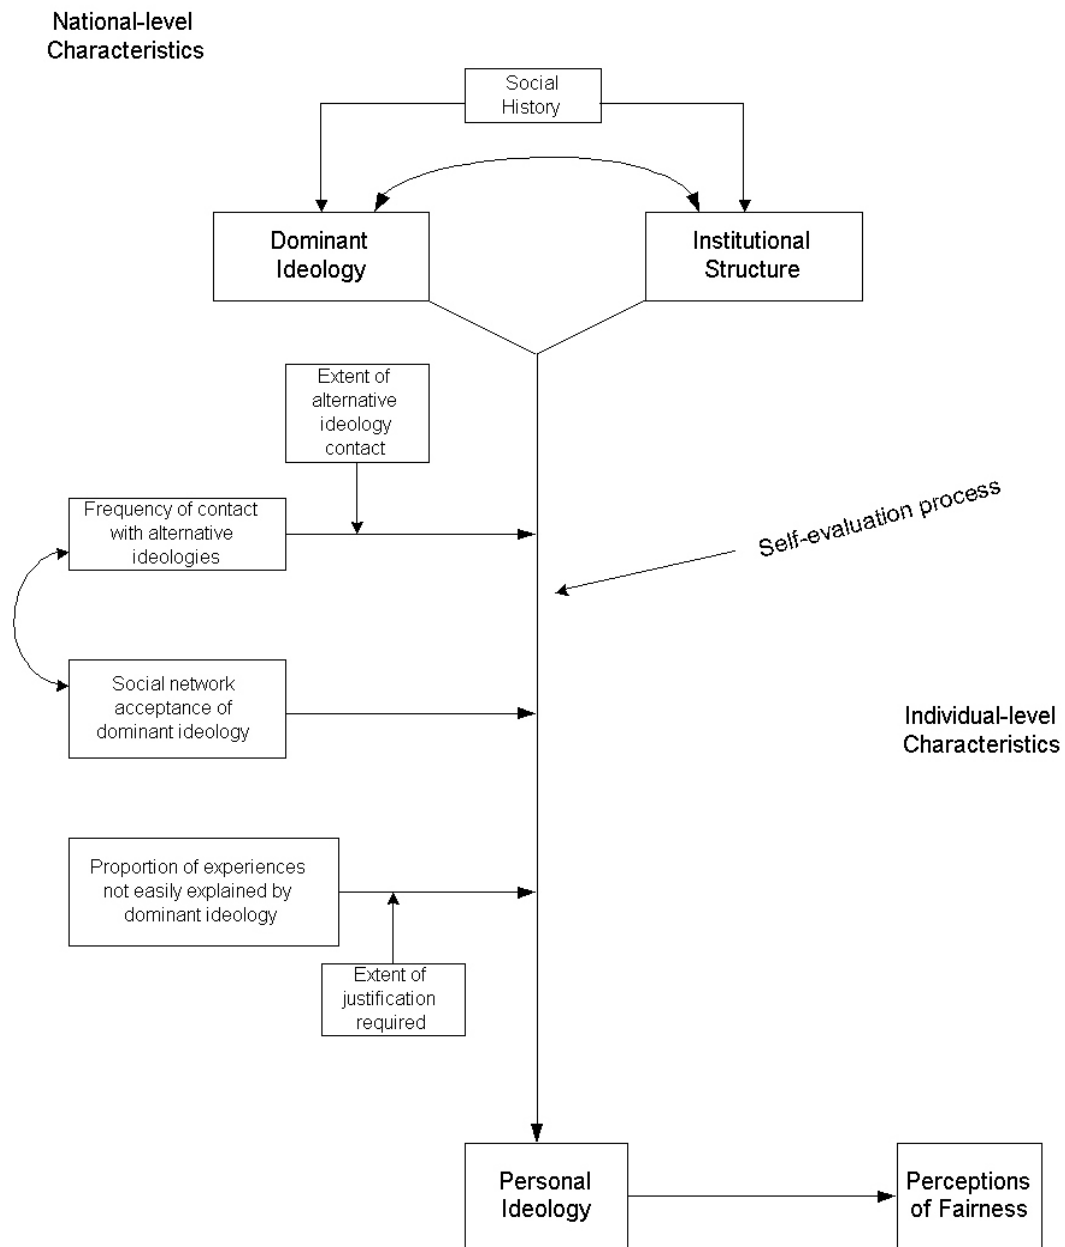 National-level
Characteristics
Social
History
Dominant
Ideology
Institutional
Structure
Extent of
alternative
ideology
contact
Frequency of contact
with alternative
ideologies
Self-evaluation process
Social network
acceptance of
dominant ideology
Individual-level
Characteristics
Proportion of experiences
not easily explained by
dominant ideology
Extent of
justification
required
Personal
Ideology
Perceptions
of Fairness